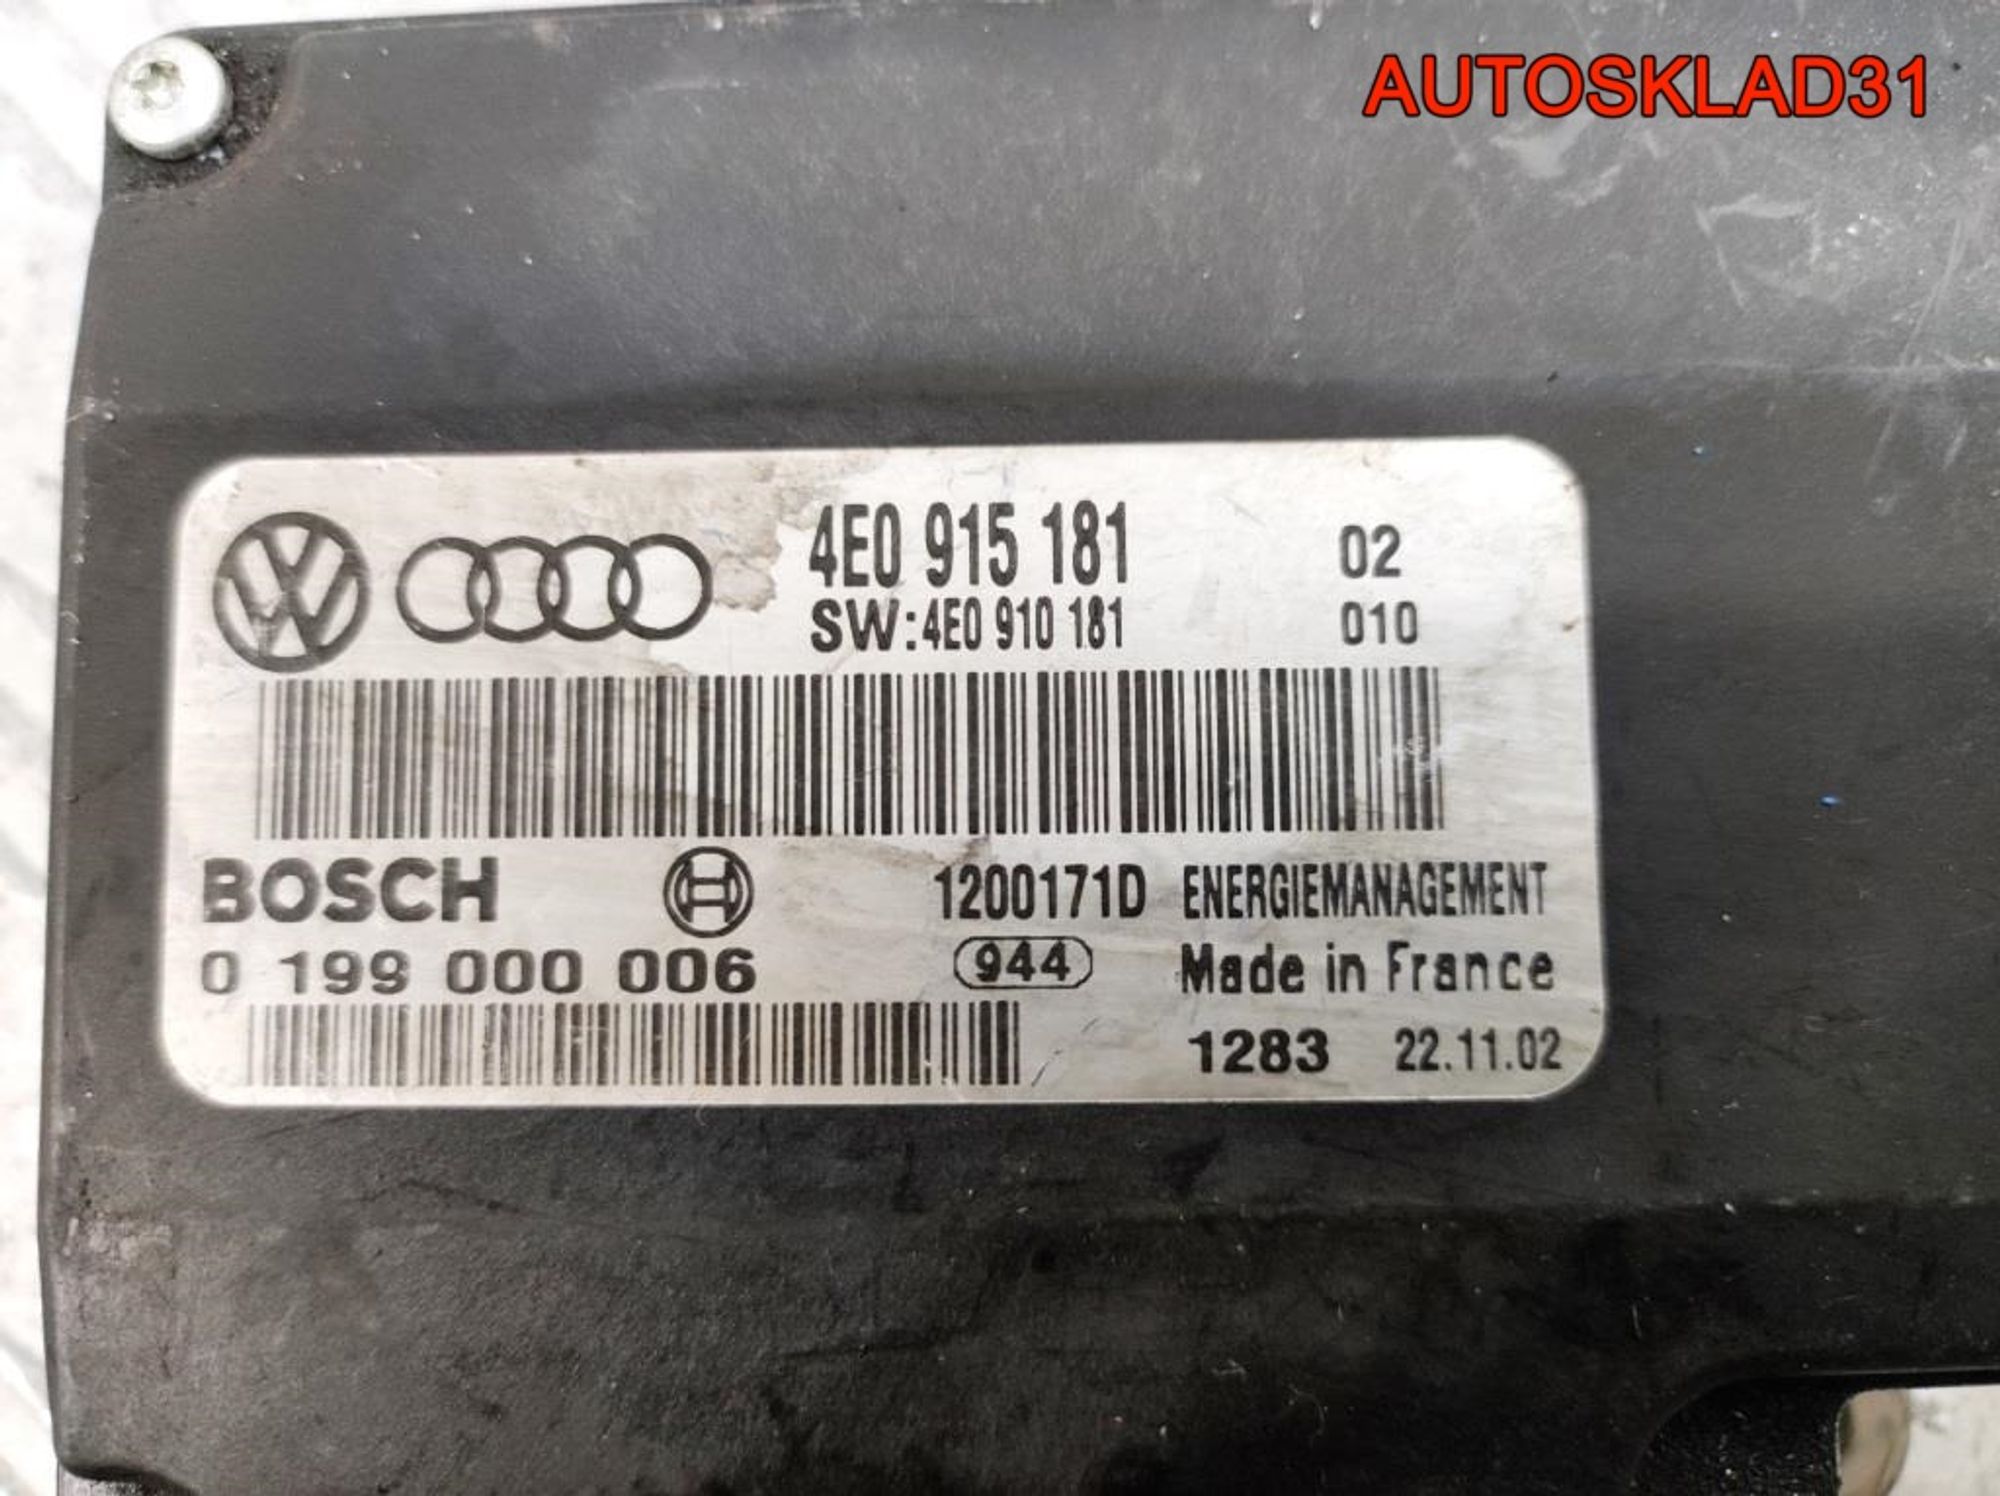 AUTOSKLAD31
4E0 915 181 02
SW:4E0 910 181 010
BOSCH 1200171D ENERGIEMANAGEMENT
0 199 000 006 944 Made in France
1283 22.11.02